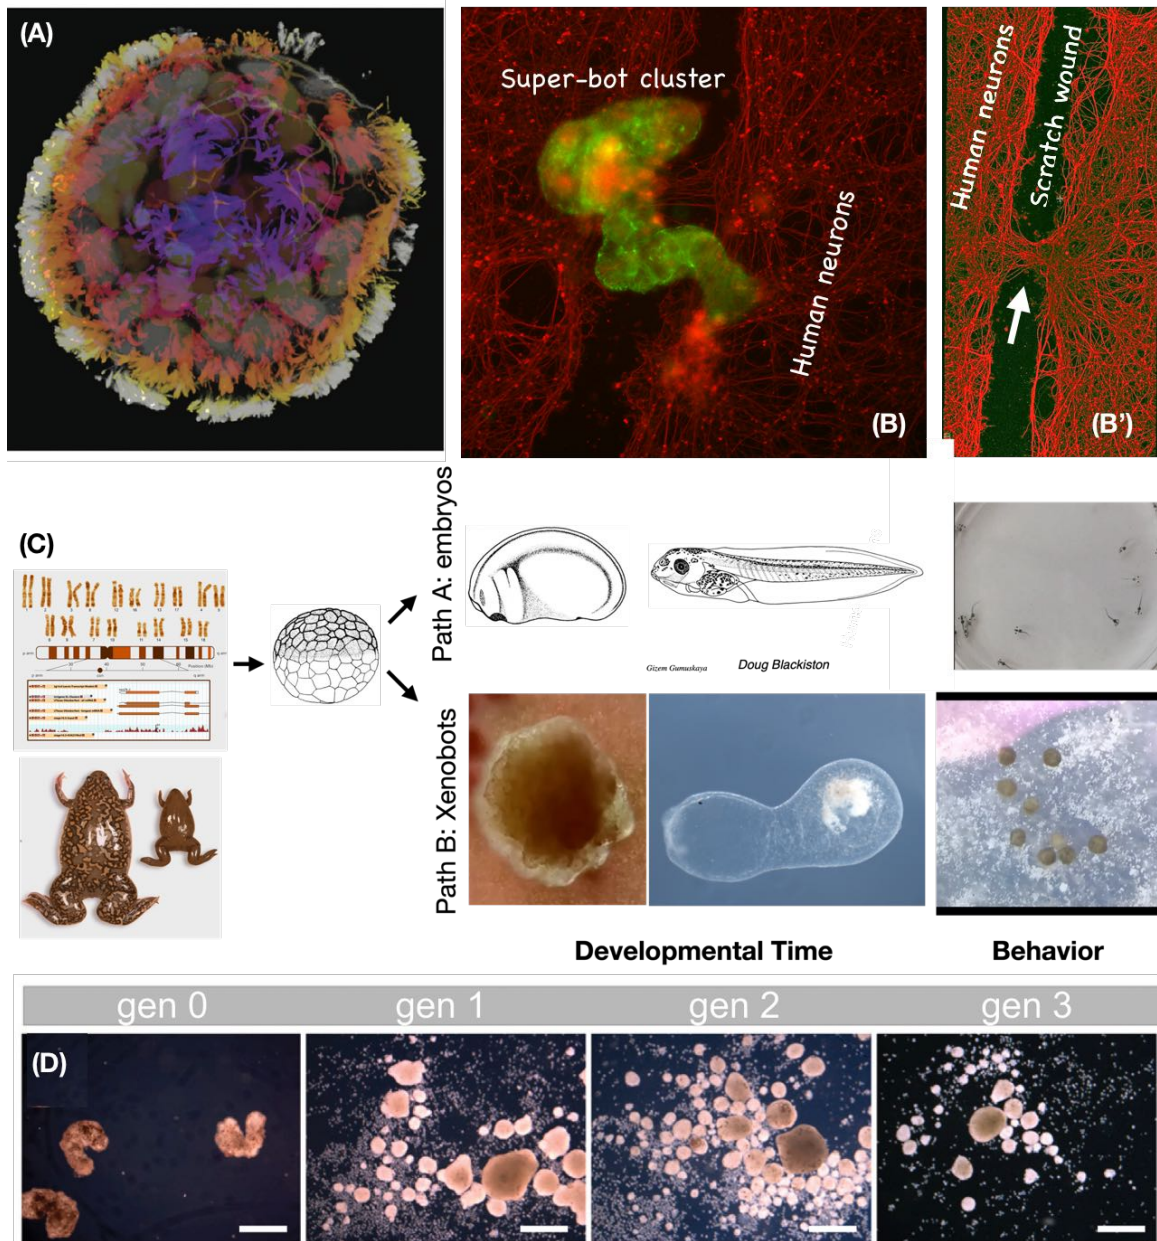 (A)
Super-bot cluster
Human neurons
(B)
Human neurons
Scratch wound
(B')
(C)
Path A: embryos
Gizem Gumuskaya
Doug Blackiston
Path B: Xenobots
Developmental Time
Behavior
gen 0
gen 1
gen 2
gen 3
(D)